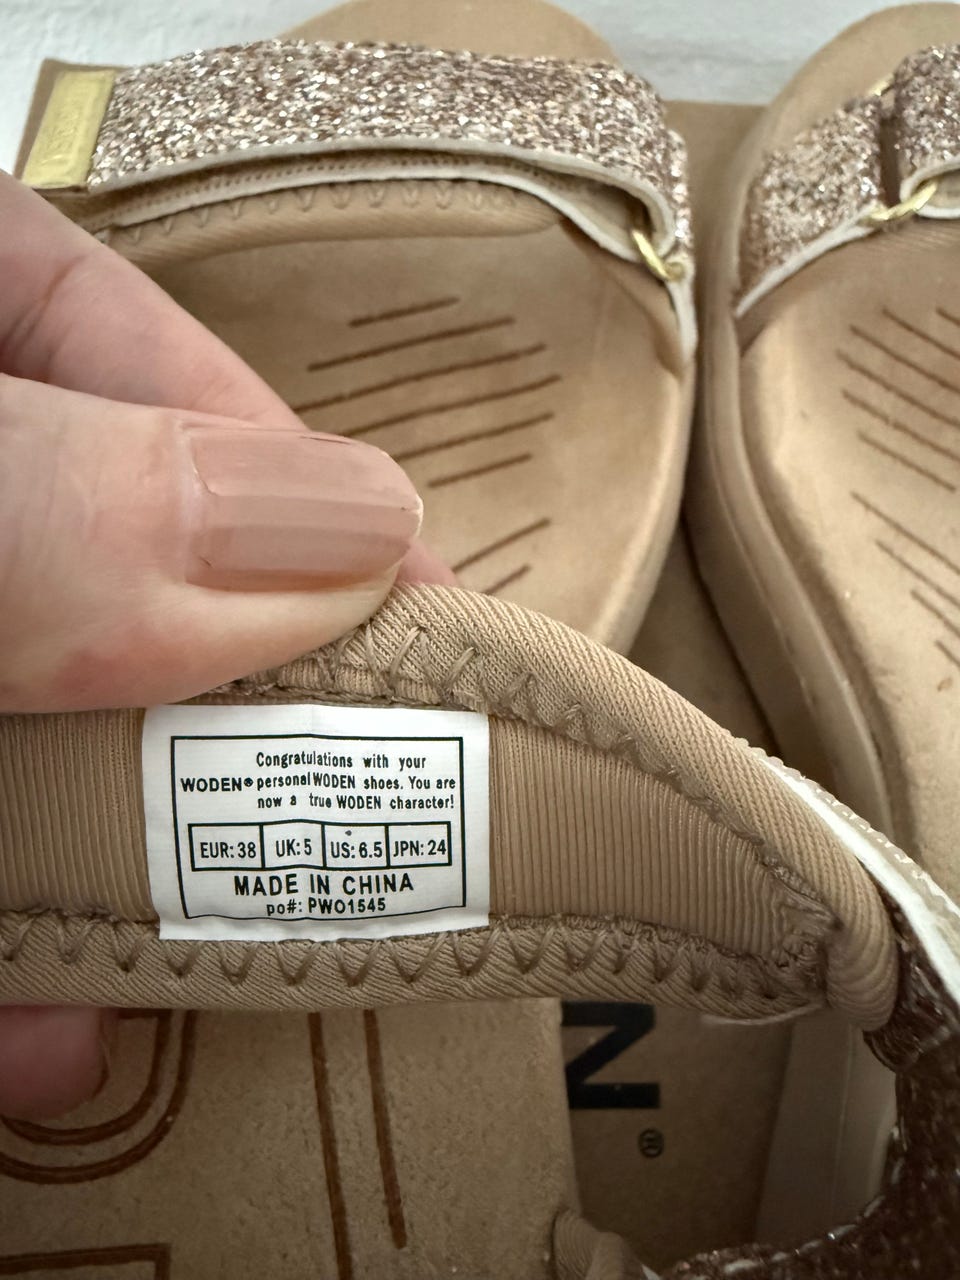 WODEN
Congratulations with your
WODEN® personal WODEN shoes. You are
now a true WODEN character!
EUR: 38 UK: 5 US: 6.5 JPN: 24
MADE IN CHINA
po#: PWO1545
N
®